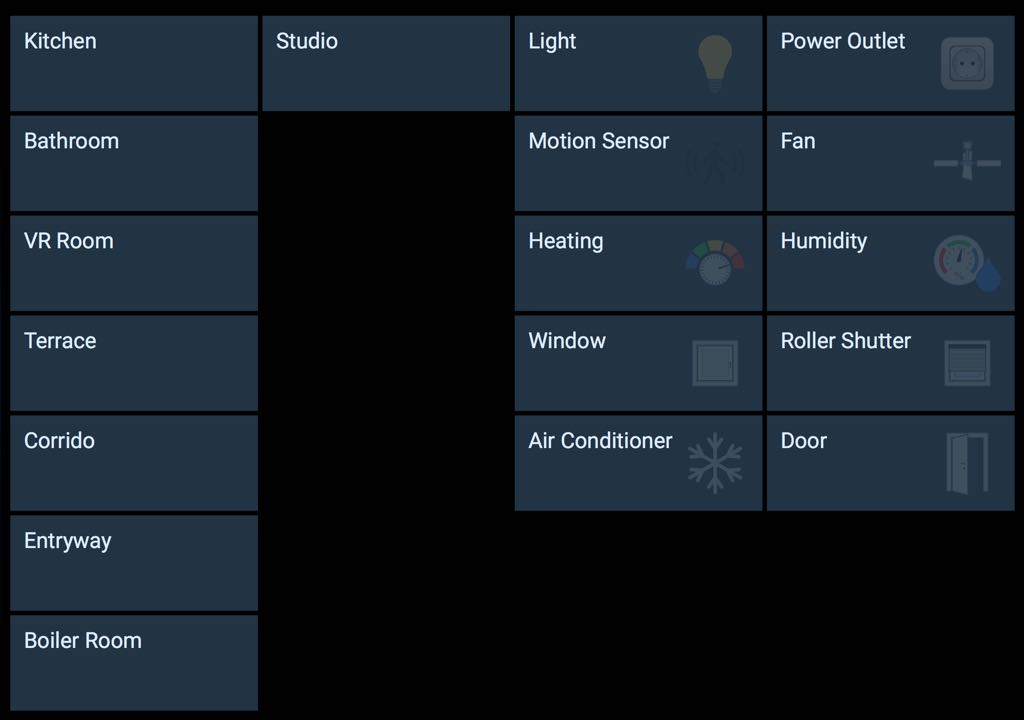 Kitchen
Studio
Light
Power Outlet
Bathroom
Motion Sensor
Fan
VR Room
Heating
Humidity
Terrace
Window
Roller Shutter
Corrido
Air Conditioner
Door
Entryway
Boiler Room